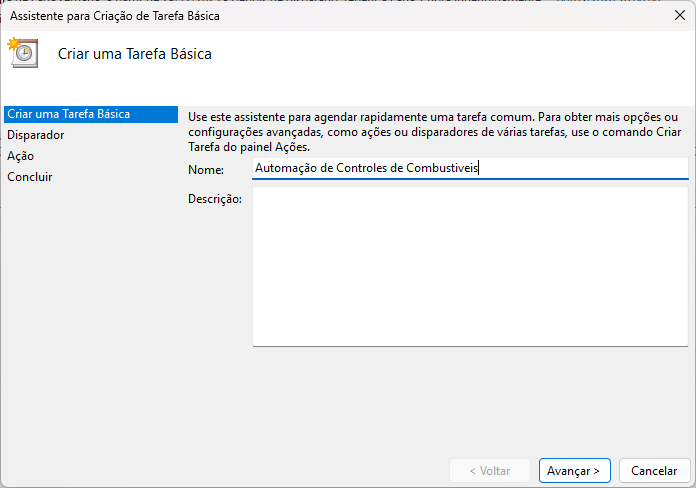 Assistente para Criação de Tarefa Básica
Criar uma Tarefa Básica
Criar uma Tarefa Básica
Disparador
Ação
Concluir
Use este assistente para agendar rapidamente uma tarefa comum. Para obter mais opções ou
configurações avançadas, como ações ou disparadores de várias tarefas, use o comando Criar
Tarefa do painel Ações.
Nome:
Automação de Controles de Combustiveis
Descrição:
< Voltar
Avançar >
Cancelar